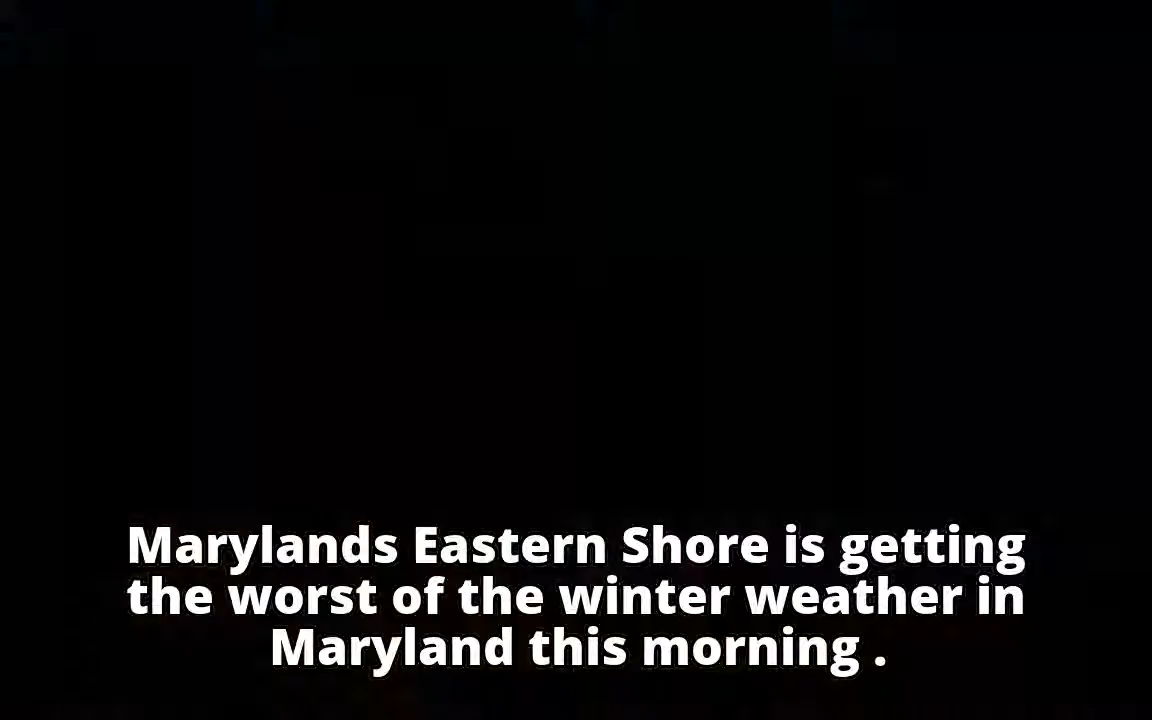 Marylands Eastern Shore is getting
the worst of the winter weather in
Maryland this morning .